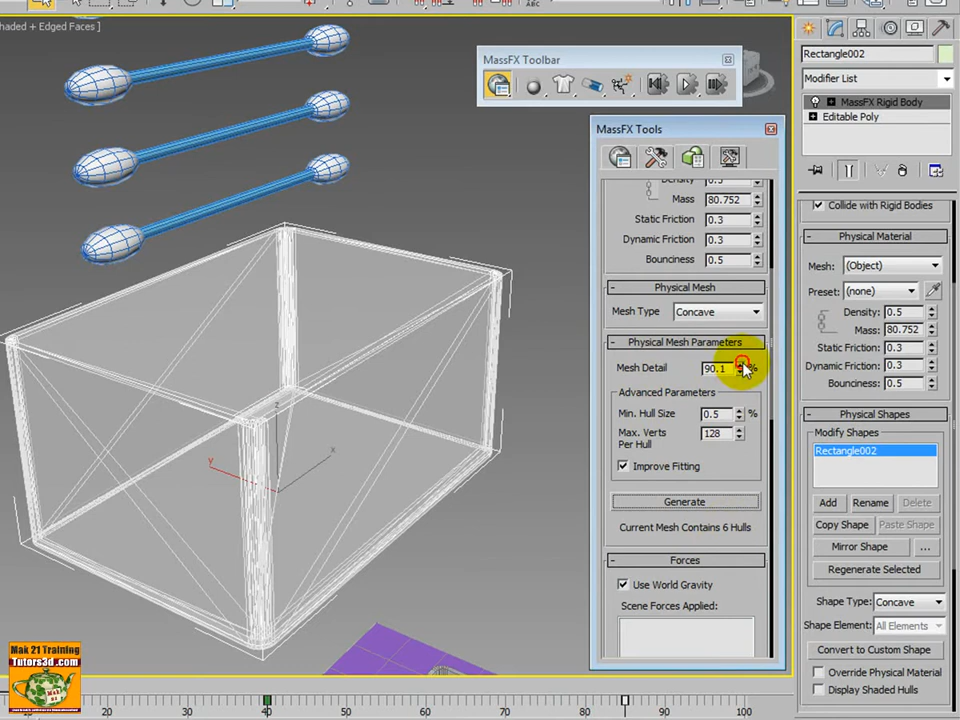 haded + Edged Faces ]
MassFX Toolbar
MassFX Tools
Density 0.5
Mass 80.752
Static Friction 0.3
Dynamic Friction 0.3
Bounciness 0.5
- Physical Mesh
Mesh Type Concave
- Physical Mesh Parameters
Mesh Detail 90.1 %
Advanced Parameters
Min. Hull Size 0.5 %
Max. Verts
Per Hull 128
Improve Fitting
Generate
Current Mesh Contains 6 Hulls
- Forces
Use World Gravity
Scene Forces Applied:
Rectangle002
Modifier List
MassFX Rigid Body
Editable Poly
Collide with Rigid Bodies
- Physical Material
Mesh: (Object)
Preset: (none)
Density: 0.5
Mass: 80.752
Static Friction: 0.3
Dynamic Friction: 0.3
Bounciness: 0.5
- Physical Shapes
Modify Shapes
Rectangle002
Add Rename Delete
Copy Shape Paste Shape
Mirror Shape ...
Regenerate Selected
Shape Type: Concave
Shape Element: All Elements
Convert to Custom Shape
Override Physical Material
Display Shaded Hulls
z
x
y
Mak 21 Training
Tutors3d .com
Mak 21
20 30 40 50 60 70 80 90 100